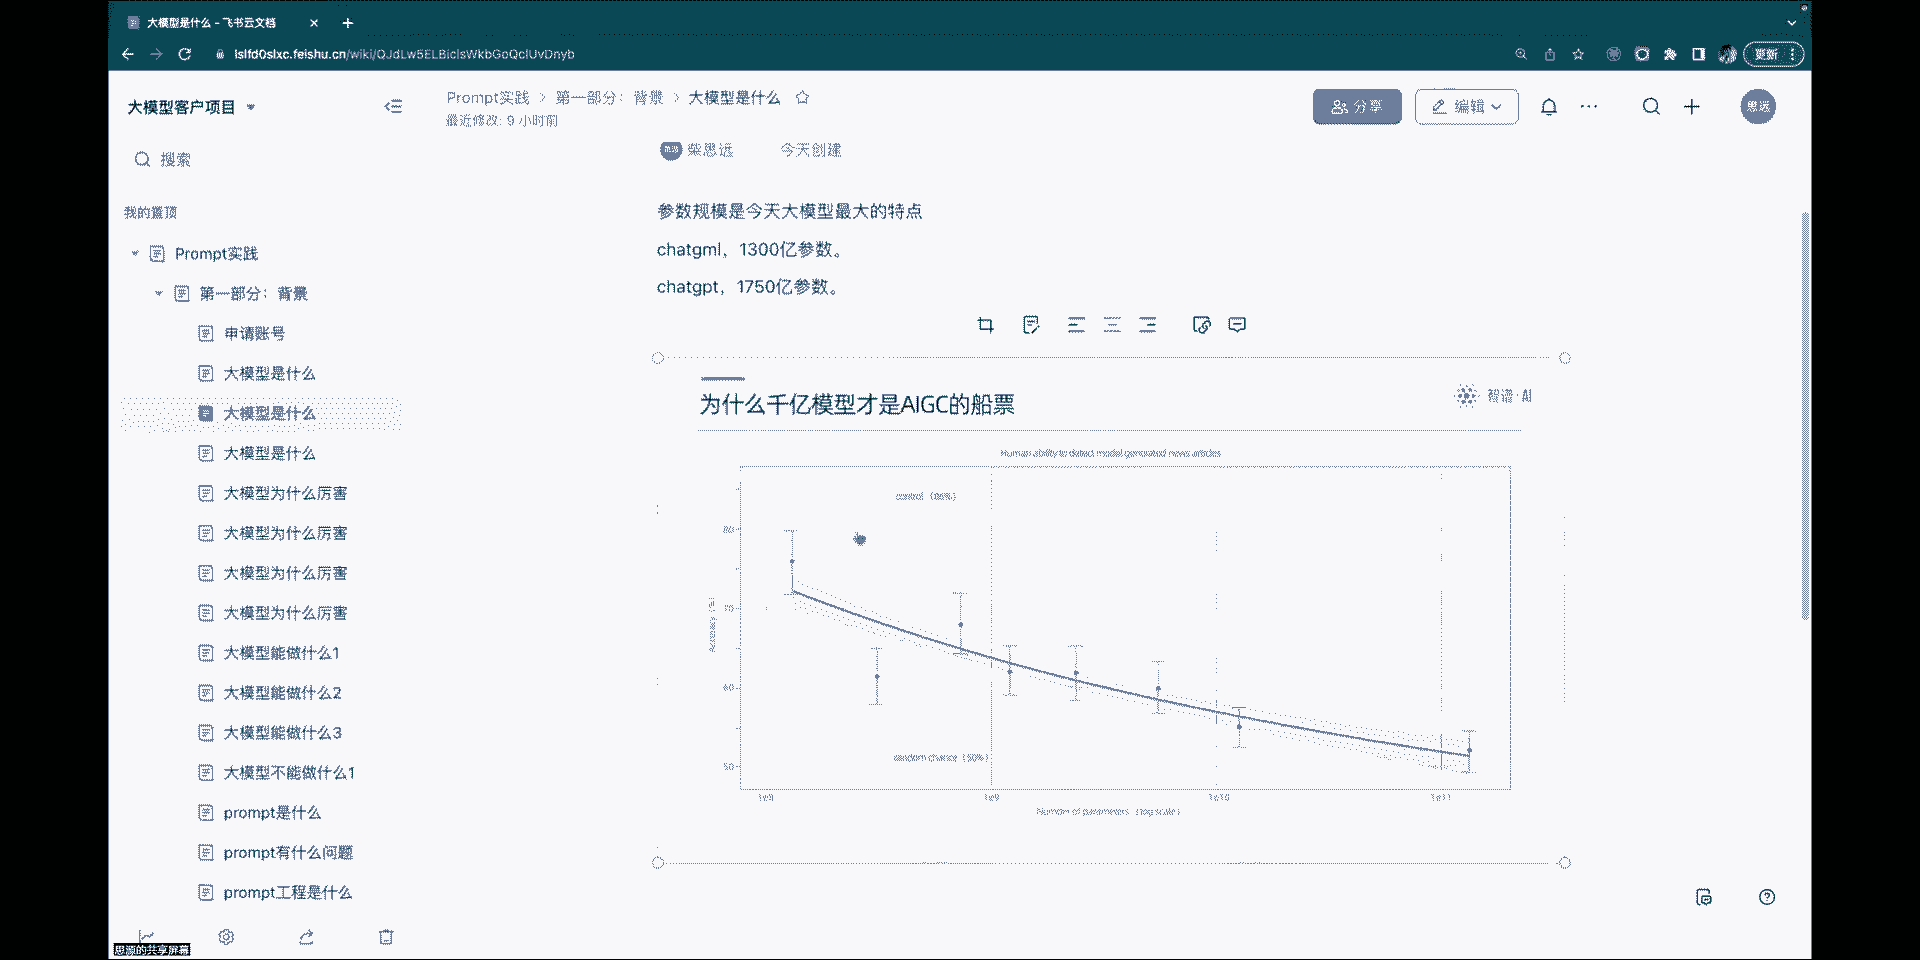 大模型是什么 - 飞书云文档
lslfd0slxc.feishu.cn/wiki/QJdLw5ELBicIsWkbGoQclUvDnyb
更新
大模型客户项目
Prompt实践 > 第一部分：背景 > 大模型是什么
最近修改: 9 小时前
分享
编辑
思远
搜索
柴思远 今天创建
我的置顶
Prompt实践
第一部分：背景
申请账号
大模型是什么
大模型是什么
大模型是什么
大模型为什么厉害
大模型为什么厉害
大模型为什么厉害
大模型为什么厉害
大模型能做什么1
大模型能做什么2
大模型能做什么3
大模型不能做什么1
prompt是什么
prompt有什么问题
prompt工程是什么
参数规模是今天大模型最大的特点
chatgml，1300亿参数。
chatgpt，1750亿参数。
为什么千亿模型才是AIGC的船票
智谱·AI
Human ability to detect model generated news articles
control (86%)
80
70
60
50
Accuracy (%)
random chance (50%)
1e8 1e9 1e10 1e11
Number of parameters (log scale)
思源的共享屏幕